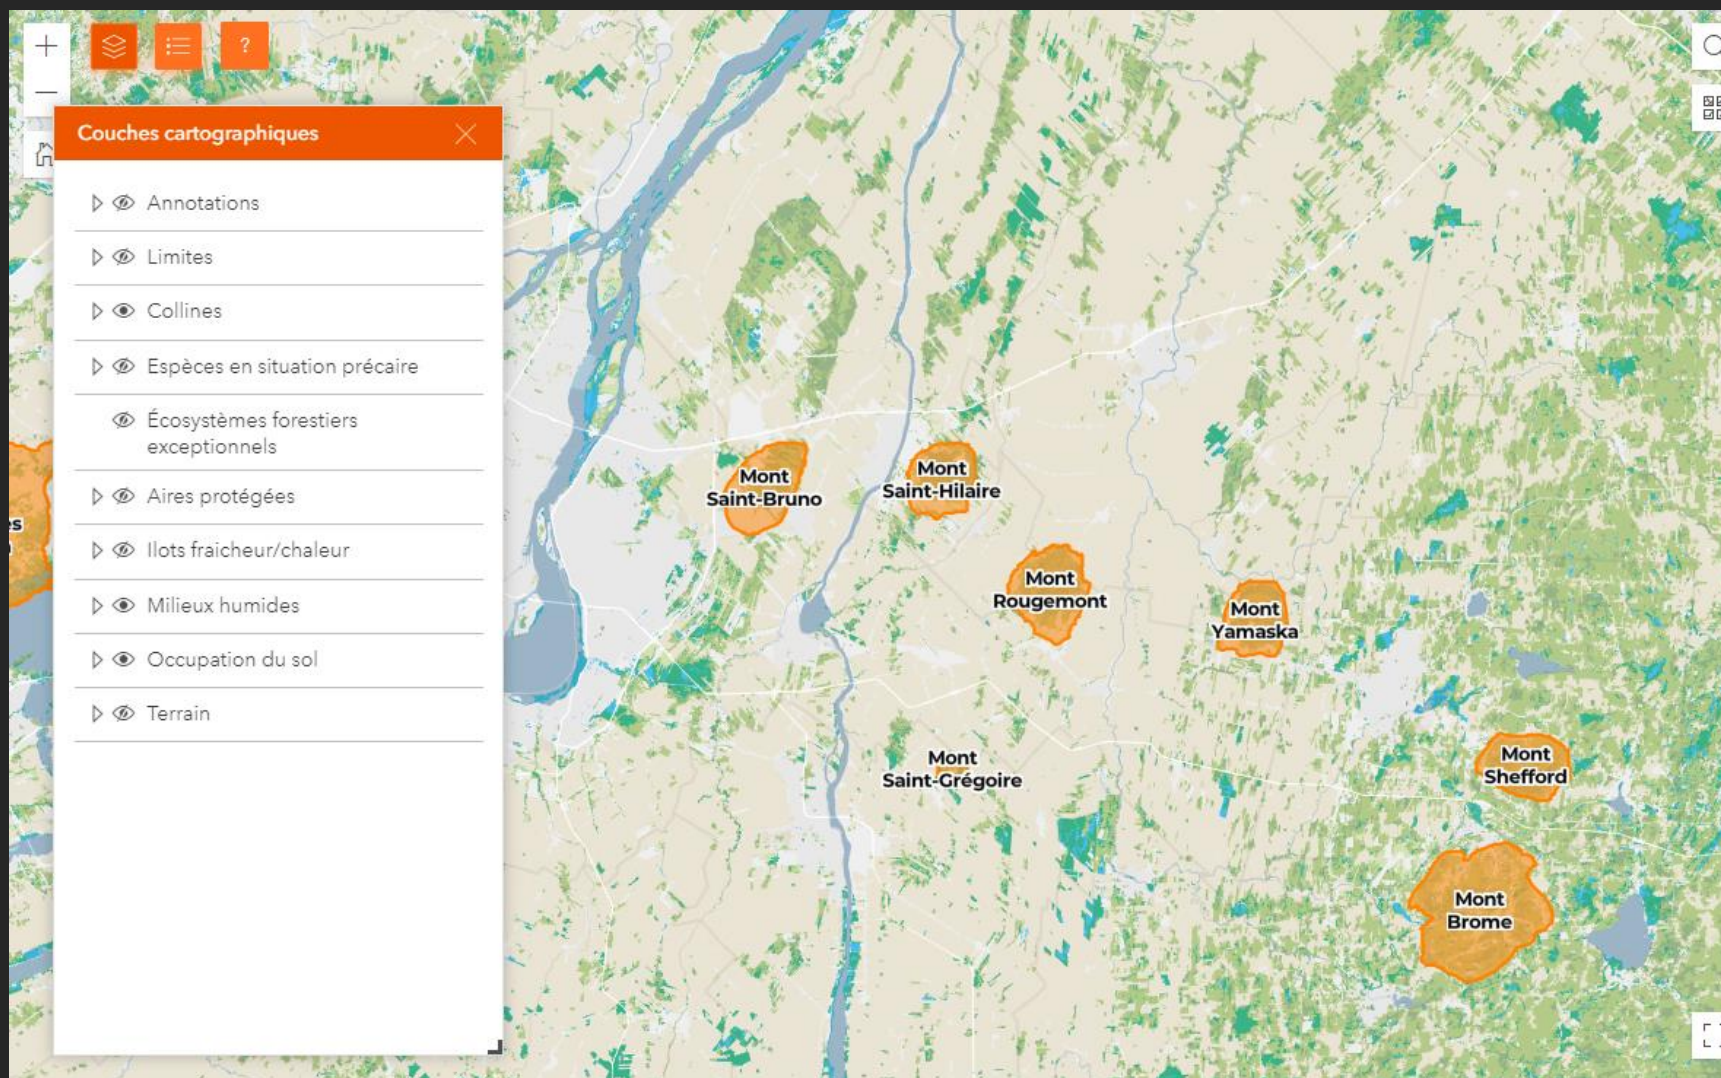 ?
Couches cartographiques
Annotations
Limites
Collines
Espèces en situation précaire
Écosystèmes forestiers
exceptionnels
Aires protégées
Ilots fraicheur/chaleur
Milieux humides
Occupation du sol
Terrain
es
Mont
Saint-Bruno
Mont
Saint-Hilaire
Mont
Rougemont
Mont
Yamaska
Mont
Saint-Grégoire
Mont
Shefford
Mont
Brome